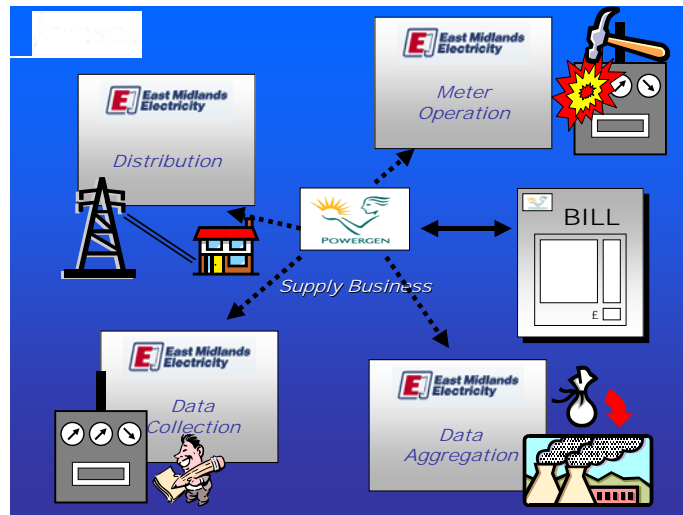 East Midlands
Electricity
Meter
Operation
East Midlands
Electricity
Distribution
POWERGEN
BILL
£
Supply Business
East Midlands
Electricity
Data
Collection
East Midlands
Electricity
Data
Aggregation